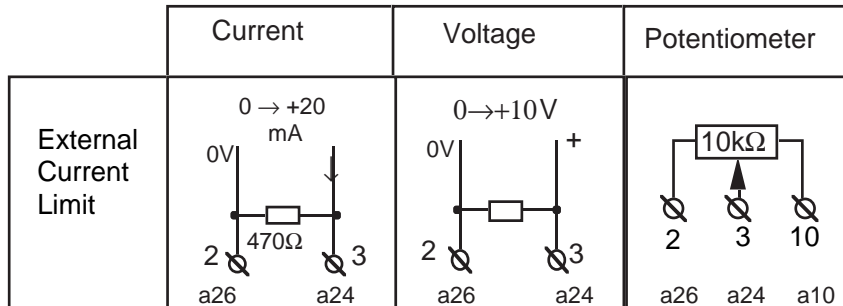 Current
Voltage
Potentiometer
External
Current
Limit
0 → +20
mA
0V
470Ω
2
3
a26
a24
0→+10V
0V
+
2
3
a26
a24
10kΩ
2
3
10
a26
a24
a10